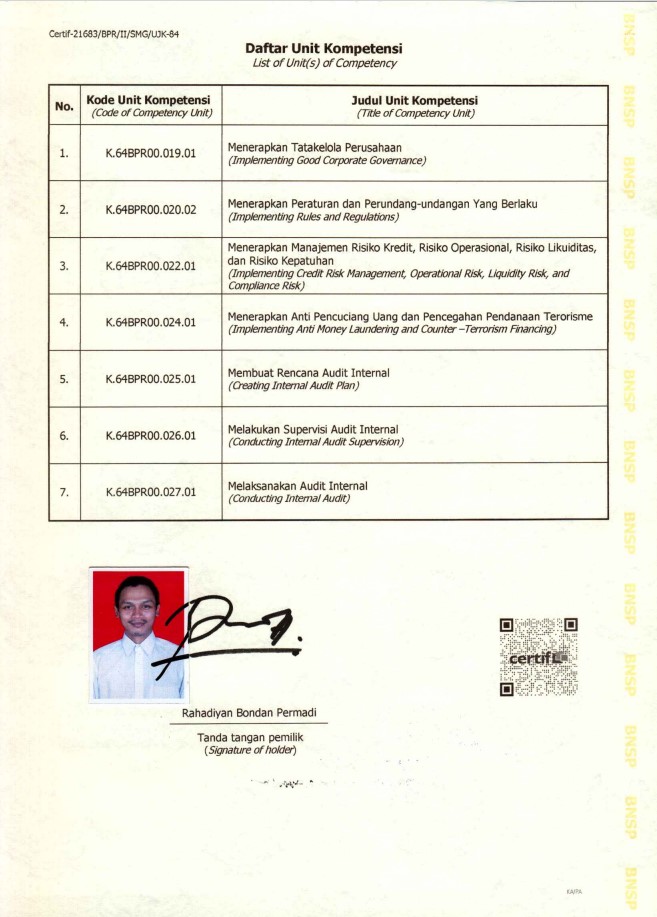 Certif-21683/BPR/II/SMG/UJK-84
Daftar Unit Kompetensi
List of Unit(s) of Competency
No.
Kode Unit Kompetensi
(Code of Competency Unit)
Judul Unit Kompetensi
(Title of Competency Unit)
1.
K.64BPR00.019.01
Menerapkan Tatakelola Perusahaan
(Implementing Good Corporate Governance)
2.
K.64BPR00.020.02
Menerapkan Peraturan dan Perundang-undangan Yang Berlaku
(Implementing Rules and Regulations)
3.
K.64BPR00.022.01
Menerapkan Manajemen Risiko Kredit, Risiko Operasional, Risiko Likuiditas,
dan Risiko Kepatuhan
(Implementing Credit Risk Management, Operational Risk, Liquidity Risk, and
Compliance Risk)
4.
K.64BPR00.024.01
Menerapkan Anti Pencuciang Uang dan Pencegahan Pendanaan Terorisme
(Implementing Anti Money Laundering and Counter –Terrorism Financing)
5.
K.64BPR00.025.01
Membuat Rencana Audit Internal
(Creating Internal Audit Plan)
6.
K.64BPR00.026.01
Melakukan Supervisi Audit Internal
(Conducting Internal Audit Supervision)
7.
K.64BPR00.027.01
Melaksanakan Audit Internal
(Conducting Internal Audit)
Rahadiyan Bondan Permadi
Tanda tangan pemilik
(Signature of holder)
KA/PA
BNSP
BNSP
BNSP
BNSP
BNSP
BNSP
BNSP
BNSP
BNSP
BNSP
BNSP
BNSP
BNSP